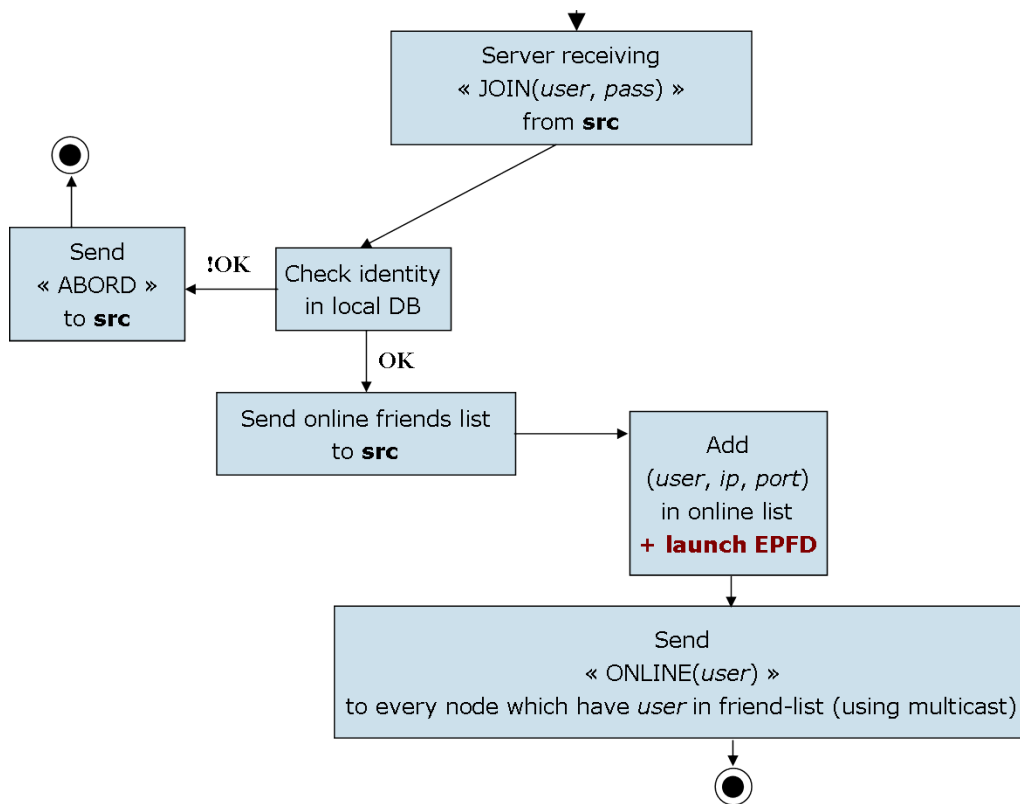 Server receiving
« JOIN(user, pass) »
from src
Send
« ABORD »
to src
!OK
Check identity
in local DB
OK
Send online friends list
to src
Add
(user, ip, port)
in online list
+ launch EPFD
Send
« ONLINE(user) »
to every node which have user in friend-list (using multicast)